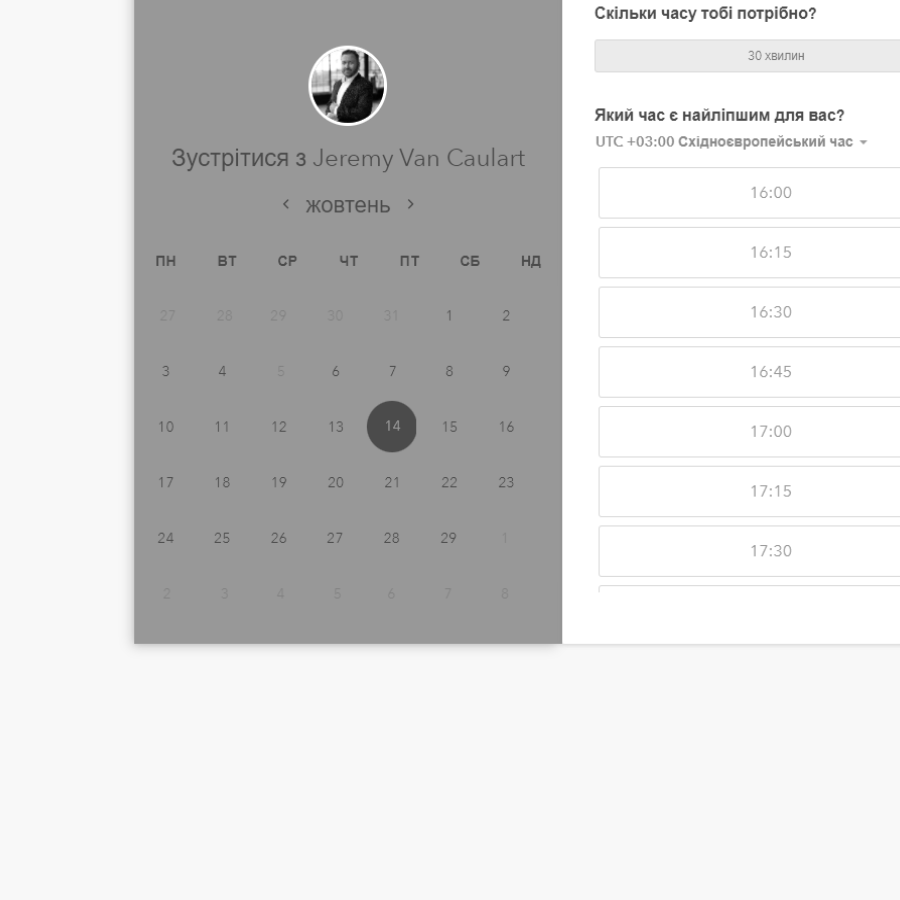 Зустрітися з Jeremy Van Caulart
жовтень
ПН ВТ СР ЧТ ПТ СБ НД
27 28 29 30 31 1 2
3 4 5 6 7 8 9
10 11 12 13 14 15 16
17 18 19 20 21 22 23
24 25 26 27 28 29 1
2 3 4 5 6 7 8
Скільки часу тобі потрібно?
30 хвилин
Який час є найліпшим для вас?
UTC +03:00 Східноєвропейський час
16:00
16:15
16:30
16:45
17:00
17:15
17:30